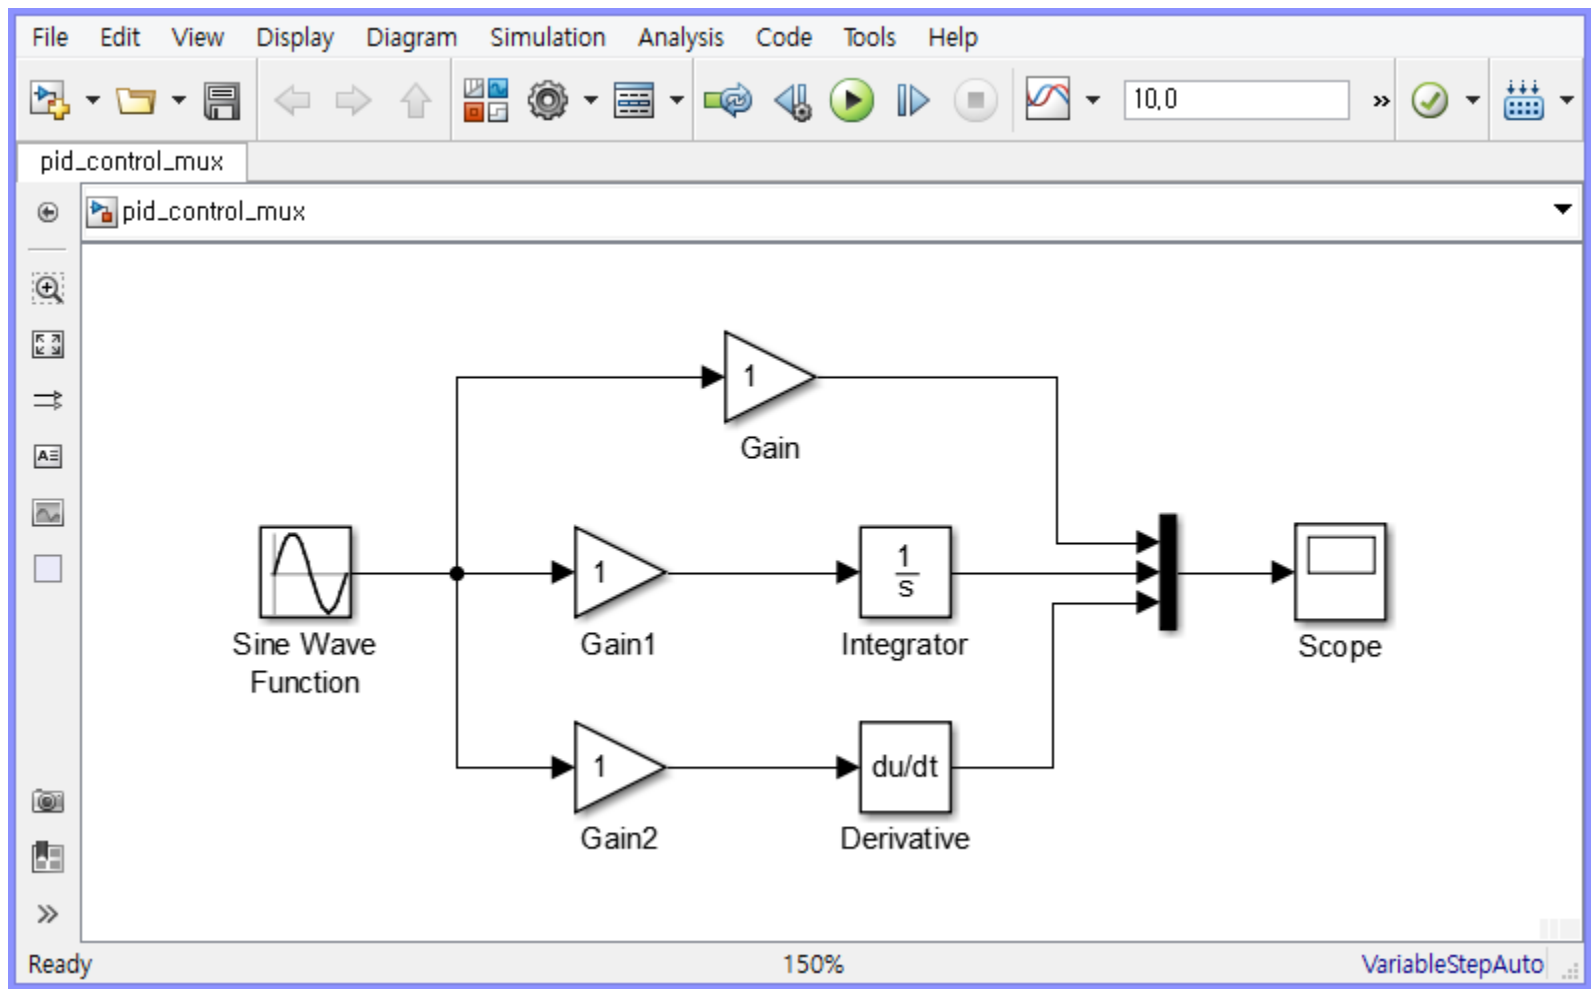 File Edit View Display Diagram Simulation Analysis Code Tools Help
10,0
pid_control_mux
pid_control_mux
1
Gain
1
Gain1
1
s
Integrator
Sine Wave
Function
Scope
1
Gain2
du/dt
Derivative
Ready 150% VariableStepAuto